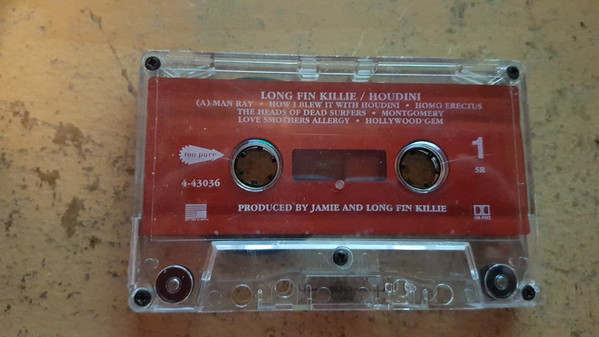 LONG FIN KILLIE / HOUDINI
(A) MAN RAY • HOW I BLEW IT WITH HOUDINI • HOMO ERECTUS
THE HEADS OF DEAD SURFERS • MONTGOMERY
LOVE SMOTHERS ALLERGY • HOLLYWOOD GEM
too pure
1
4-43036
SR
PRODUCED BY JAMIE AND LONG FIN KILLIE